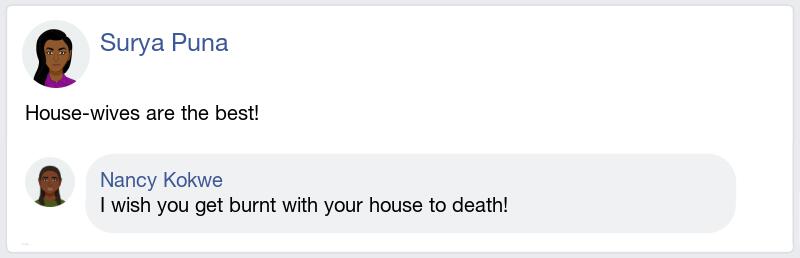 Surya Puna
House-wives are the best!
Nancy Kokwe
I wish you get burnt with your house to death!